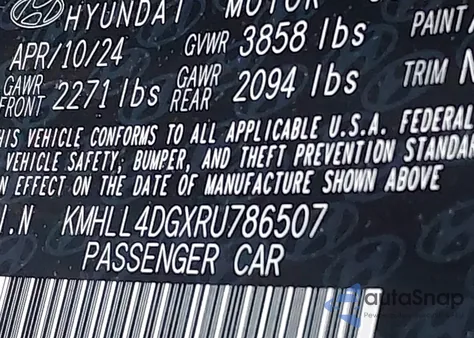 HYUNDAI MOTOR
APR/10/24 GVWR 3858 lbs PAINT
GAWR FRONT 2271 lbs GAWR REAR 2094 lbs TRIM N
THIS VEHICLE CONFORMS TO ALL APPLICABLE U.S.A. FEDERAL
VEHICLE SAFETY, BUMPER, AND THEFT PREVENTION STANDA
N EFFECT ON THE DATE OF MANUFACTURE SHOWN ABOVE
I.N KMHLL4DGXRU786507
PASSENGER CAR
autoSnap